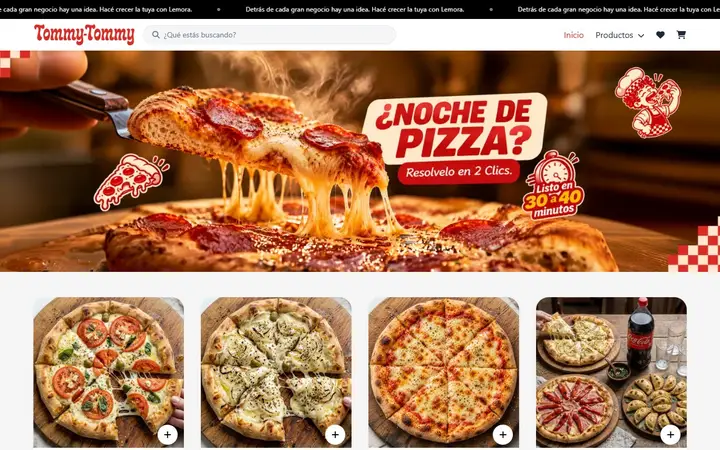 de cada gran negocio hay una idea. Hacé crecer la tuya con Lemora.
Detrás de cada gran negocio hay una idea. Hacé crecer la tuya con Lemora.
Detrás de cada gran negocio hay una idea. Hacé crecer la tuya con Le
Tommy-Tommy
¿Qué estás buscando?
Inicio
Productos
¿NOCHE DE
PIZZA?
Resolvelo en 2 Clics.
Listo en
30 a 40
minutos
Coca-Cola